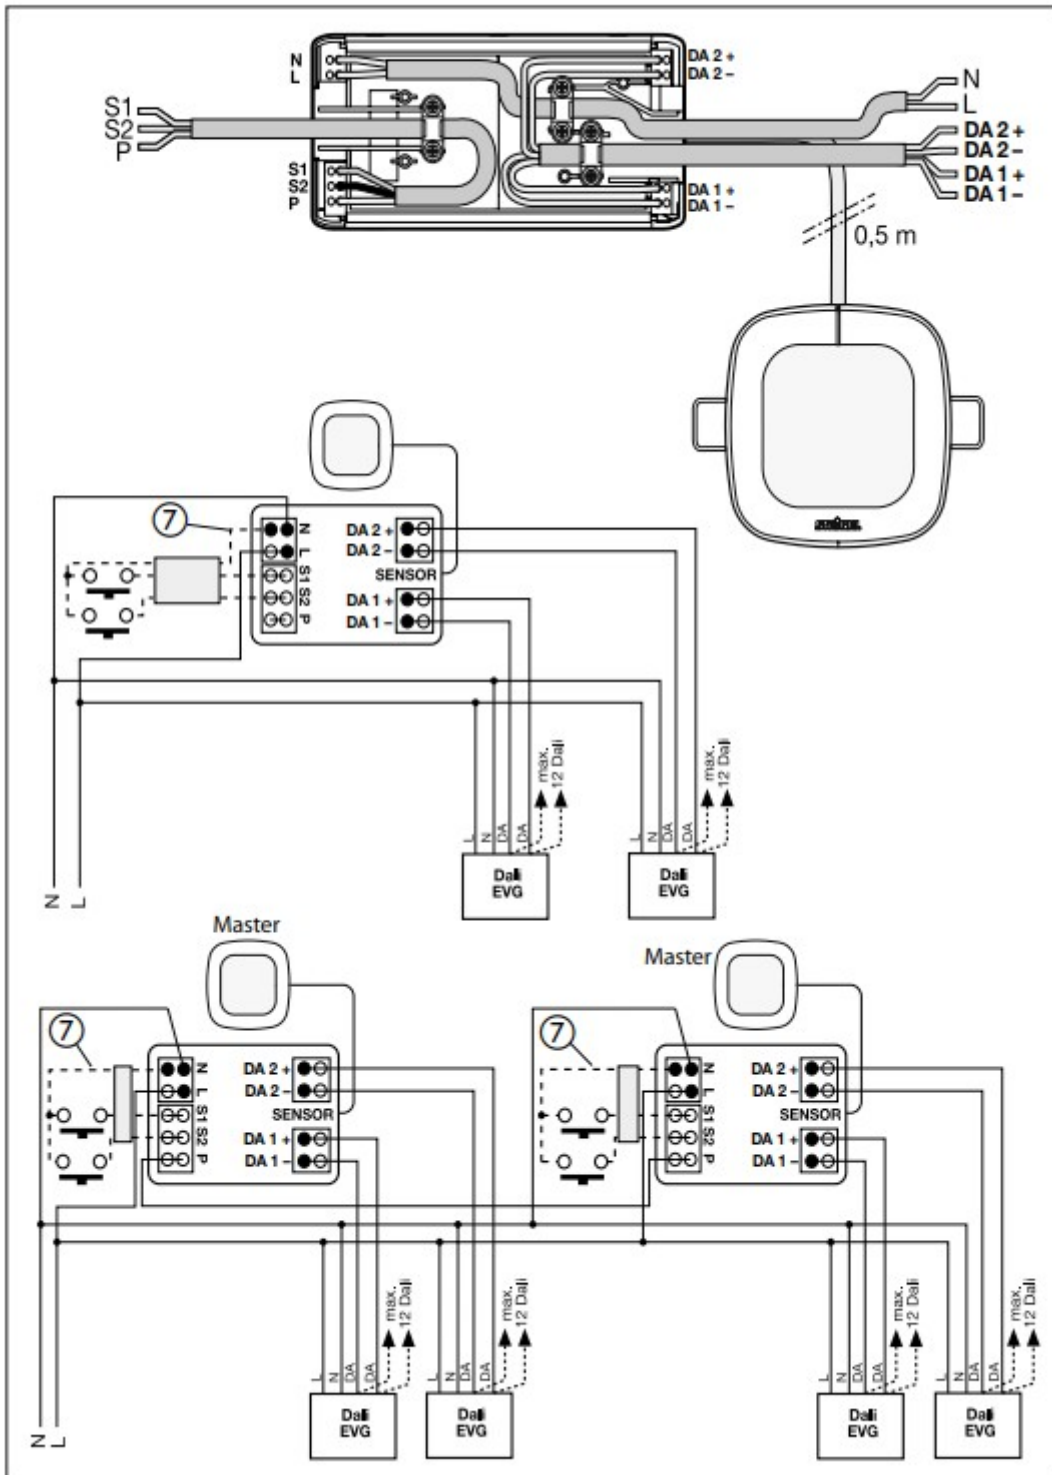 N
L
DA 2 +
DA 2 –
S1
S2
P
N
L
DA 2 +
DA 2 –
DA 1 +
DA 1 –
S1
S2
P
DA 1 +
DA 1 –
0,5 m
7
N
L
S1
S2
P
DA 2 +
DA 2 –
SENSOR
DA 1 +
DA 1 –
max.
12 Dali
max.
12 Dali
L
N
DA
DA
L
N
DA
DA
Dali
EVG
Dali
EVG
N
L
Master
Master
7
N
L
S1
S2
P
DA 2 +
DA 2 –
SENSOR
DA 1 +
DA 1 –
7
N
L
S1
S2
P
DA 2 +
DA 2 –
SENSOR
DA 1 +
DA 1 –
max.
12 Dali
max.
12 Dali
max.
12 Dali
max.
12 Dali
L
N
DA
DA
L
N
DA
DA
L
N
DA
DA
L
N
DA
DA
Dali
EVG
Dali
EVG
Dali
EVG
Dali
EVG
N
L